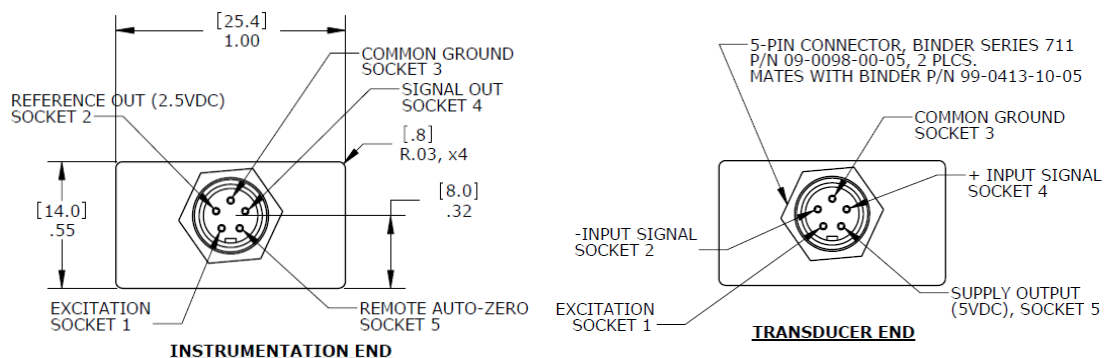 [25.4]
1.00
COMMON GROUND
SOCKET 3
REFERENCE OUT (2.5VDC)
SOCKET 2
SIGNAL OUT
SOCKET 4
[.8]
R.03, x4
[14.0]
.55
[8.0]
.32
EXCITATION
SOCKET 1
REMOTE AUTO-ZERO
SOCKET 5
INSTRUMENTATION END
5-PIN CONNECTOR, BINDER SERIES 711
P/N 09-0098-00-05, 2 PLCS.
MATES WITH BINDER P/N 99-0413-10-05
COMMON GROUND
SOCKET 3
+ INPUT SIGNAL
SOCKET 4
-INPUT SIGNAL
SOCKET 2
EXCITATION
SOCKET 1
SUPPLY OUTPUT
(5VDC), SOCKET 5
TRANSDUCER END